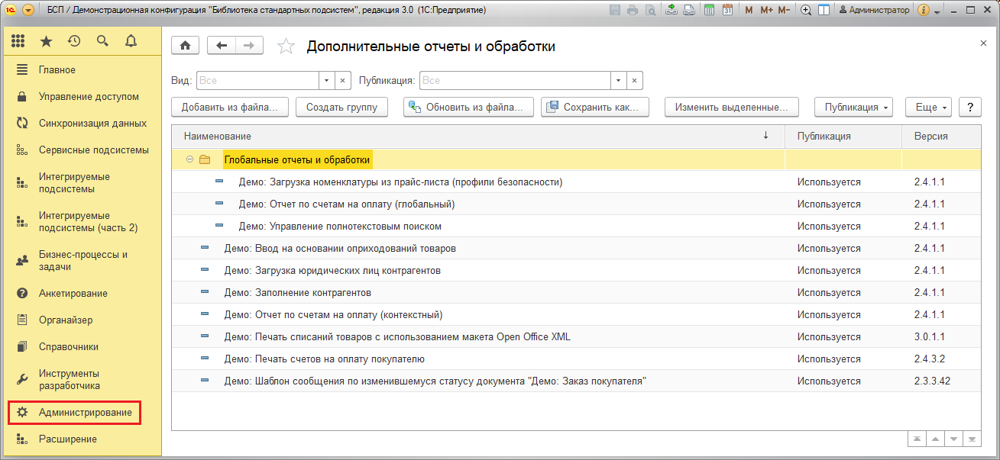 БСП / Демонстрационная конфигурация "Библиотека стандартных подсистем", редакция 3.0 (1С:Предприятие)
31
M M+ M-
Администратор
Главное
Управление доступом
Синхронизация данных
Сервисные подсистемы
Интегрируемые
подсистемы
Интегрируемые
подсистемы (часть 2)
Бизнес-процессы и
задачи
Анкетирование
Органайзер
Справочники
Инструменты
разработчика
Администрирование
Расширение
Дополнительные отчеты и обработки
Вид: Все Публикация: Все
Добавить из файла... Создать группу Обновить из файла... Сохранить как... Изменить выделенные... Публикация Еще ?
Наименование Публикация Версия
Глобальные отчеты и обработки
Демо: Загрузка номенклатуры из прайс-листа (профили безопасности) Используется 2.4.1.1
Демо: Отчет по счетам на оплату (глобальный) Используется 2.4.1.1
Демо: Управление полнотекстовым поиском Используется 2.4.1.1
Демо: Ввод на основании оприходований товаров Используется 2.4.1.1
Демо: Загрузка юридических лиц контрагентов Используется 2.4.1.1
Демо: Заполнение контрагентов Используется 2.4.1.1
Демо: Отчет по счетам на оплату (контекстный) Используется 2.4.1.1
Демо: Печать списаний товаров с использованием макета Open Office XML Используется 3.0.1.1
Демо: Печать счетов на оплату покупателю Используется 2.4.3.2
Демо: Шаблон сообщения по изменившемуся статусу документа "Демо: Заказ покупателя" Используется 2.3.3.42